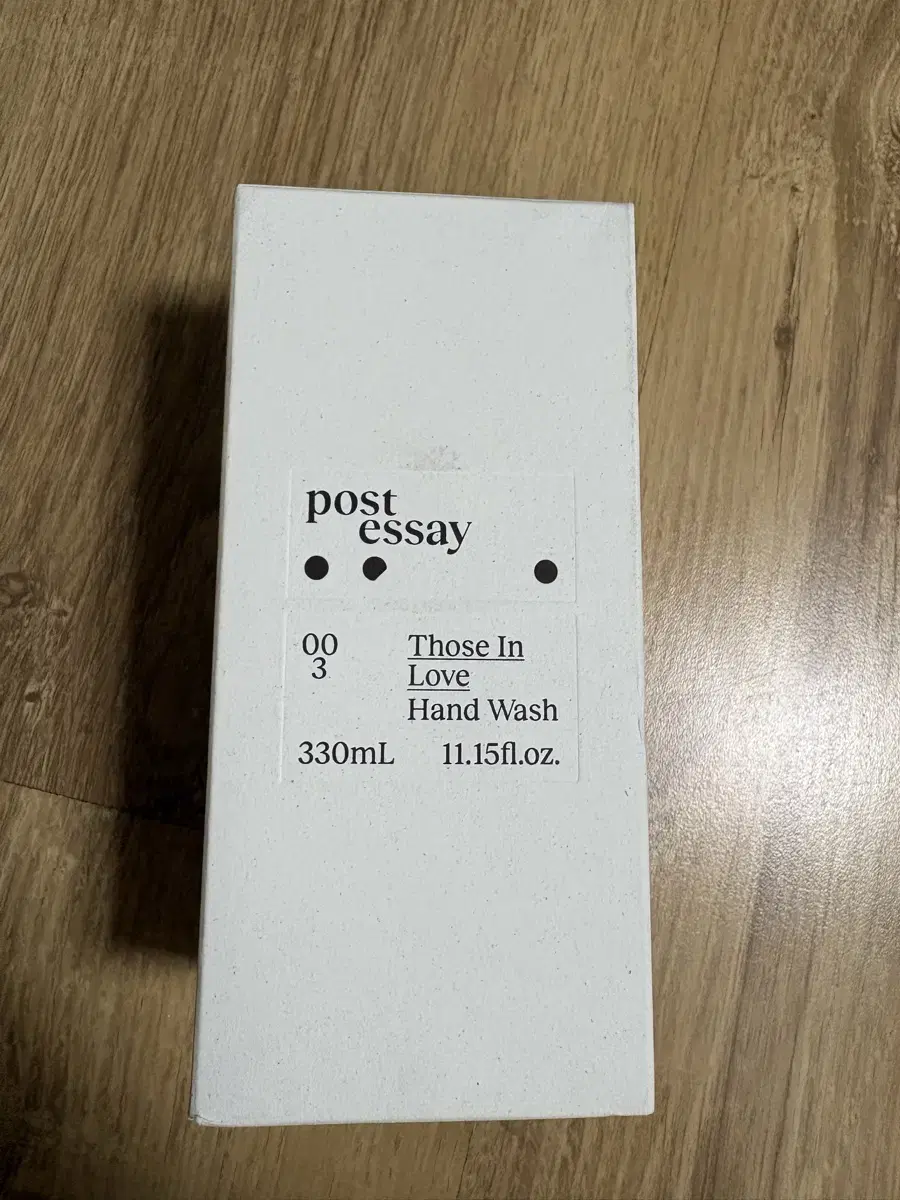 post
essay
00
3
Those In
Love
Hand Wash
330mL
11.15fl.oz.